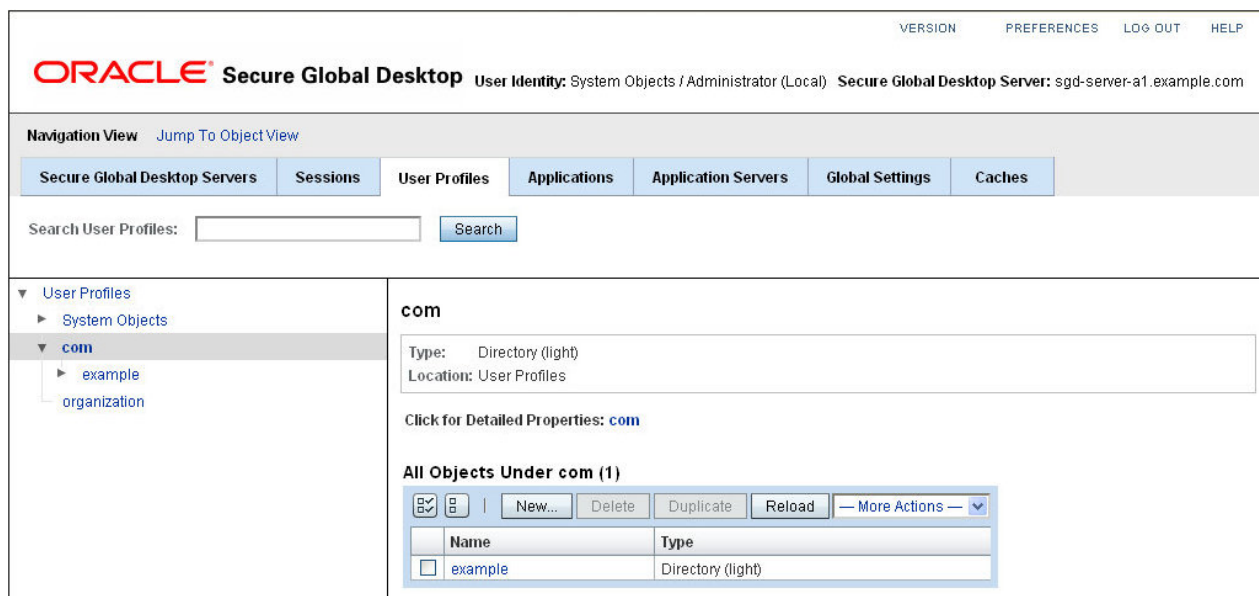 VERSION PREFERENCES LOG OUT HELP
ORACLE Secure Global Desktop User Identity: System Objects / Administrator (Local) Secure Global Desktop Server: sgd-server-a1.example.com
Navigation View Jump To Object View
Secure Global Desktop Servers Sessions User Profiles Applications Application Servers Global Settings Caches
Search User Profiles: Search
User Profiles
System Objects
com
example
organization
com
Type: Directory (light)
Location: User Profiles
Click for Detailed Properties: com
All Objects Under com (1)
New... Delete Duplicate Reload — More Actions —
Name Type
example Directory (light)